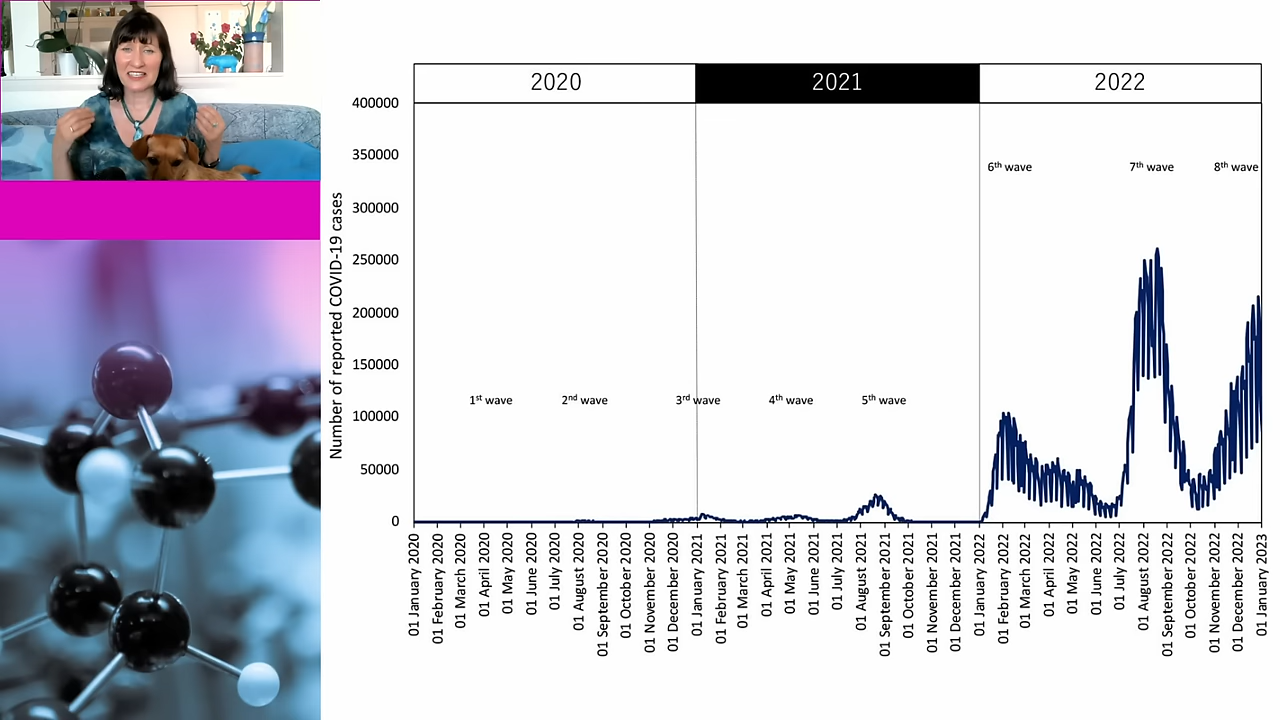 2020 2021 2022
Number of reported COVID-19 cases
400000
350000
300000
250000
200000
150000
100000
50000
0
6th wave 7th wave 8th wave
1st wave 2nd wave 3rd wave 4th wave 5th wave
01 January 2020
01 February 2020
01 March 2020
01 April 2020
01 May 2020
01 June 2020
01 July 2020
01 August 2020
01 September 2020
01 October 2020
01 November 2020
01 December 2020
01 January 2021
01 February 2021
01 March 2021
01 April 2021
01 May 2021
01 June 2021
01 July 2021
01 August 2021
01 September 2021
01 October 2021
01 November 2021
01 December 2021
01 January 2022
01 February 2022
01 March 2022
01 April 2022
01 May 2022
01 June 2022
01 July 2022
01 August 2022
01 September 2022
01 October 2022
01 November 2022
01 December 2022
01 January 2023